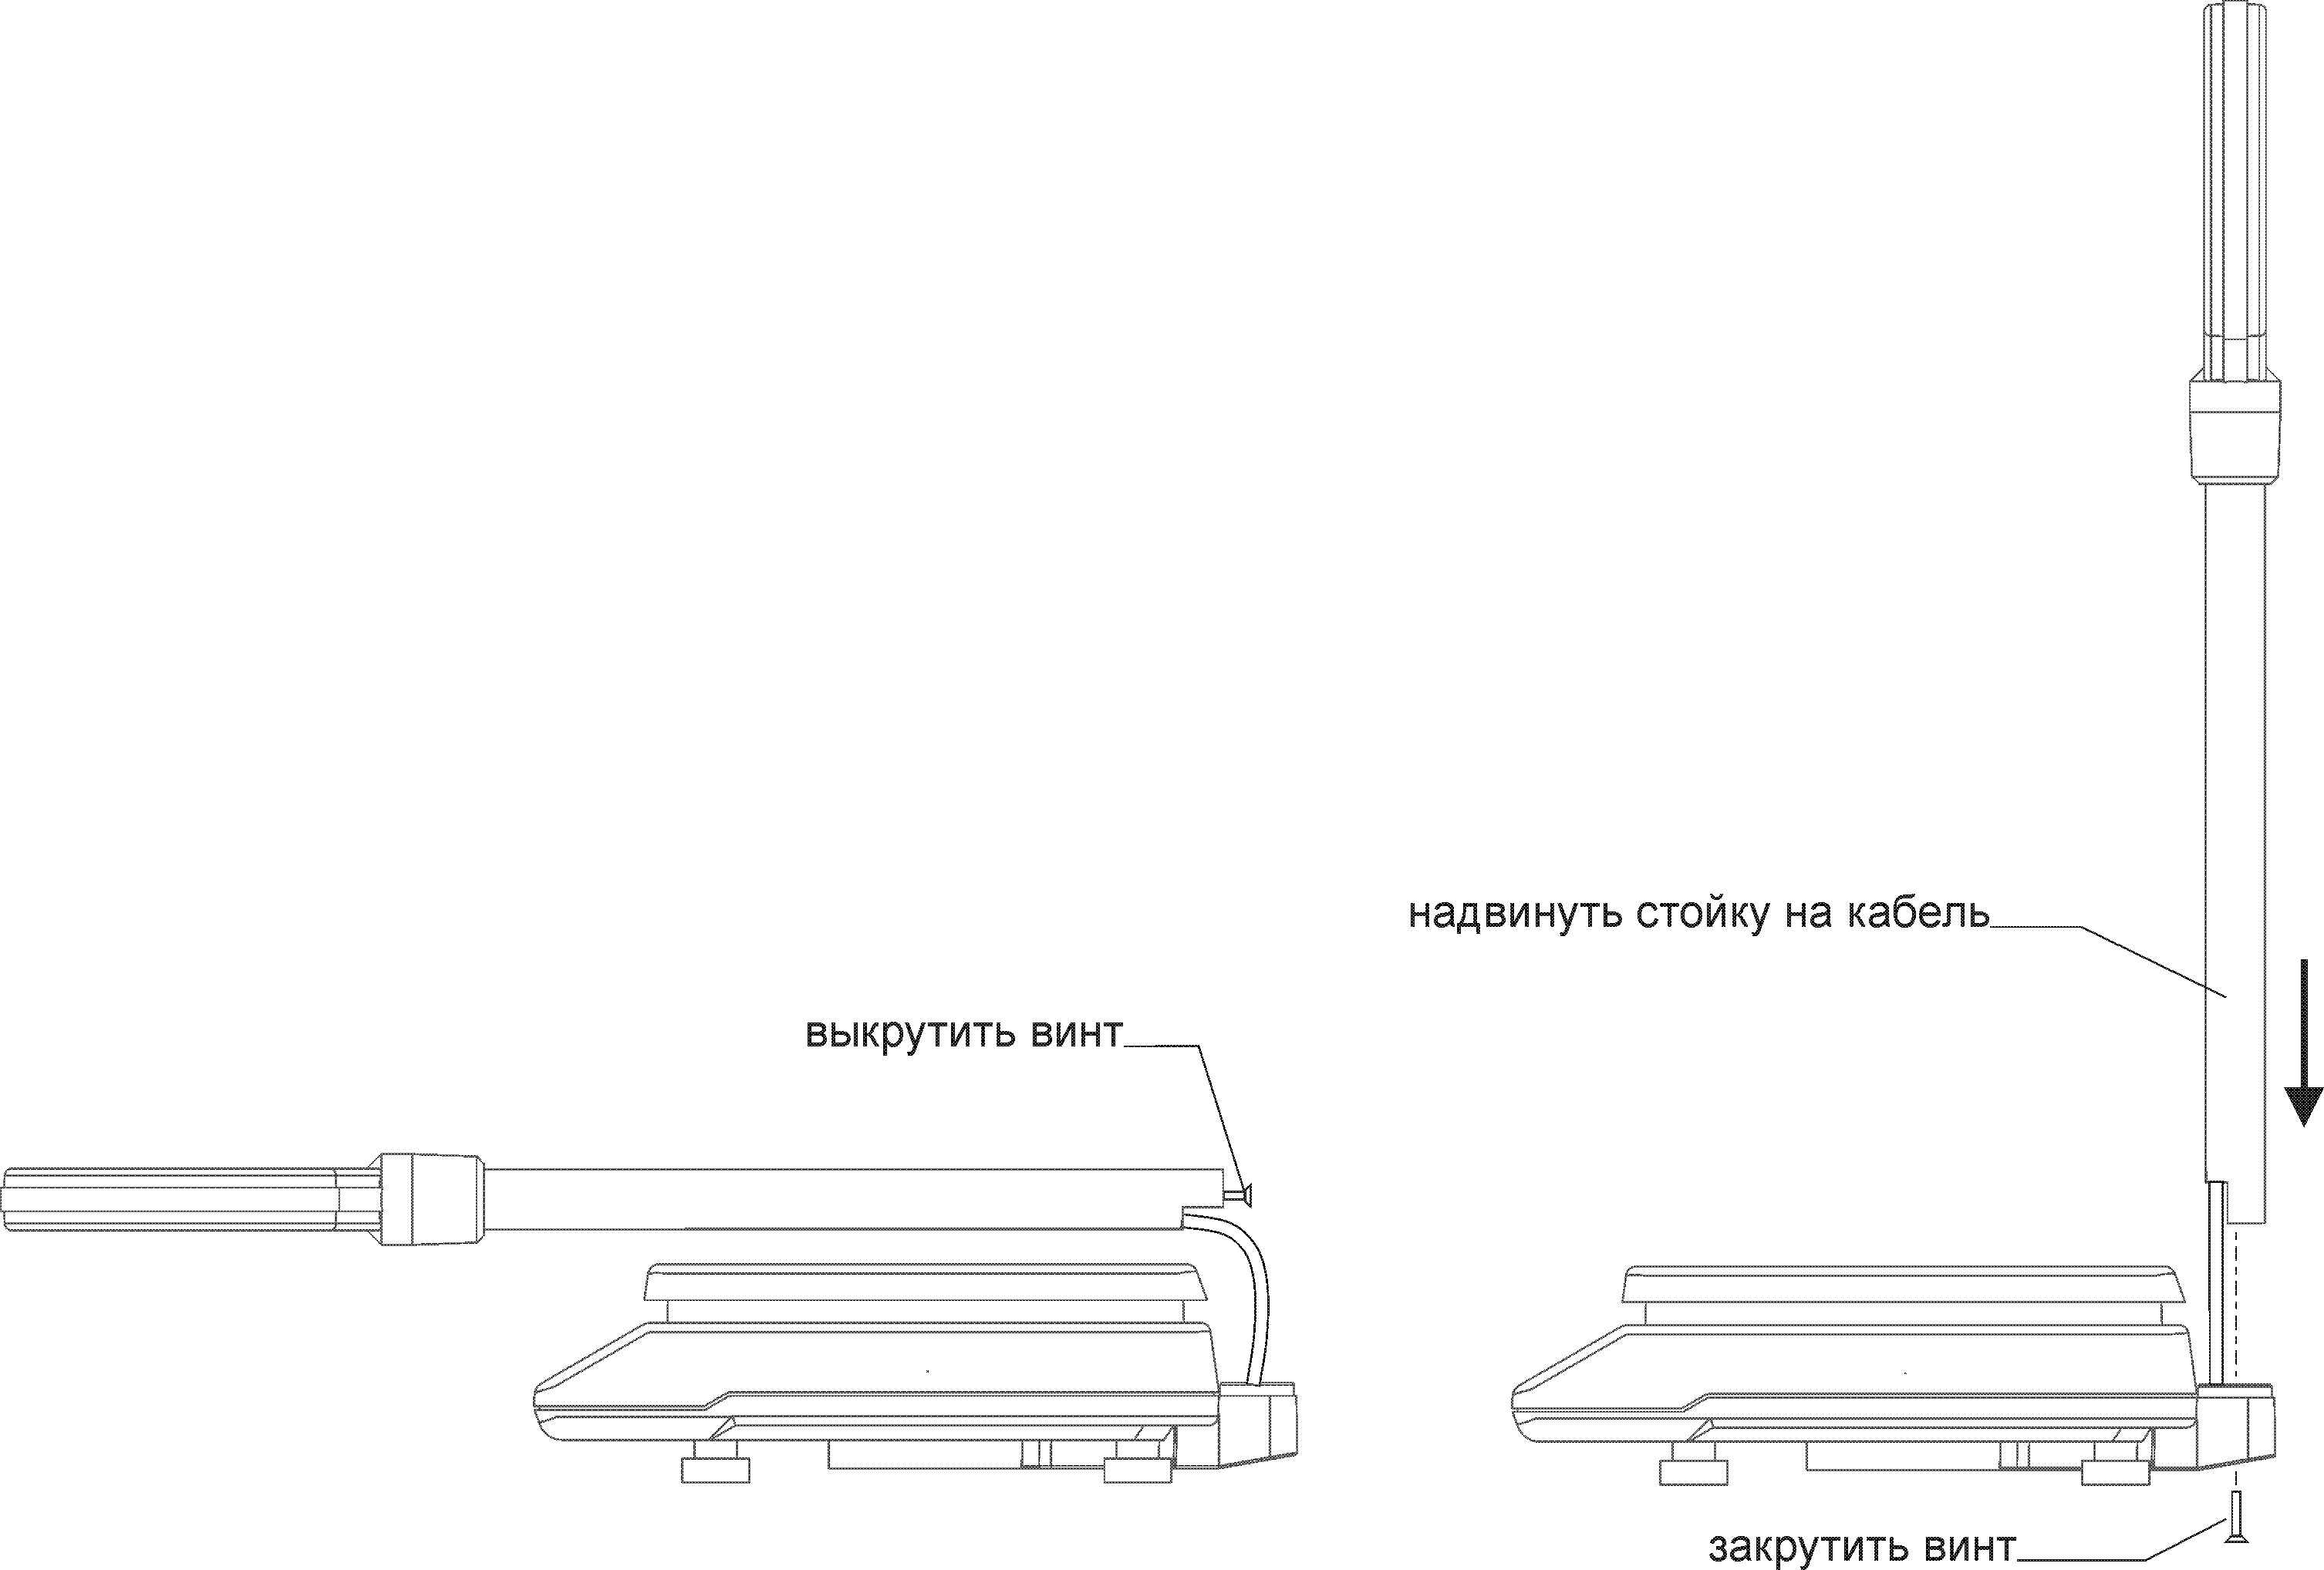 надвинуть стойку на кабель
выкрутить винт
закрутить винт